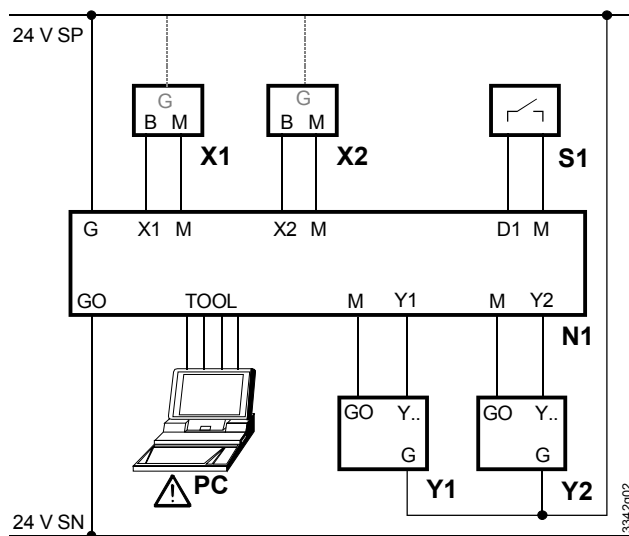 24 V SP
G
B M
X1
G
B M
X2
S1
G X1 M X2 M D1 M
GO TOOL M Y1 M Y2
N1
GO Y..
G
Y1
GO Y..
G
Y2
PC
24 V SN
3342a02